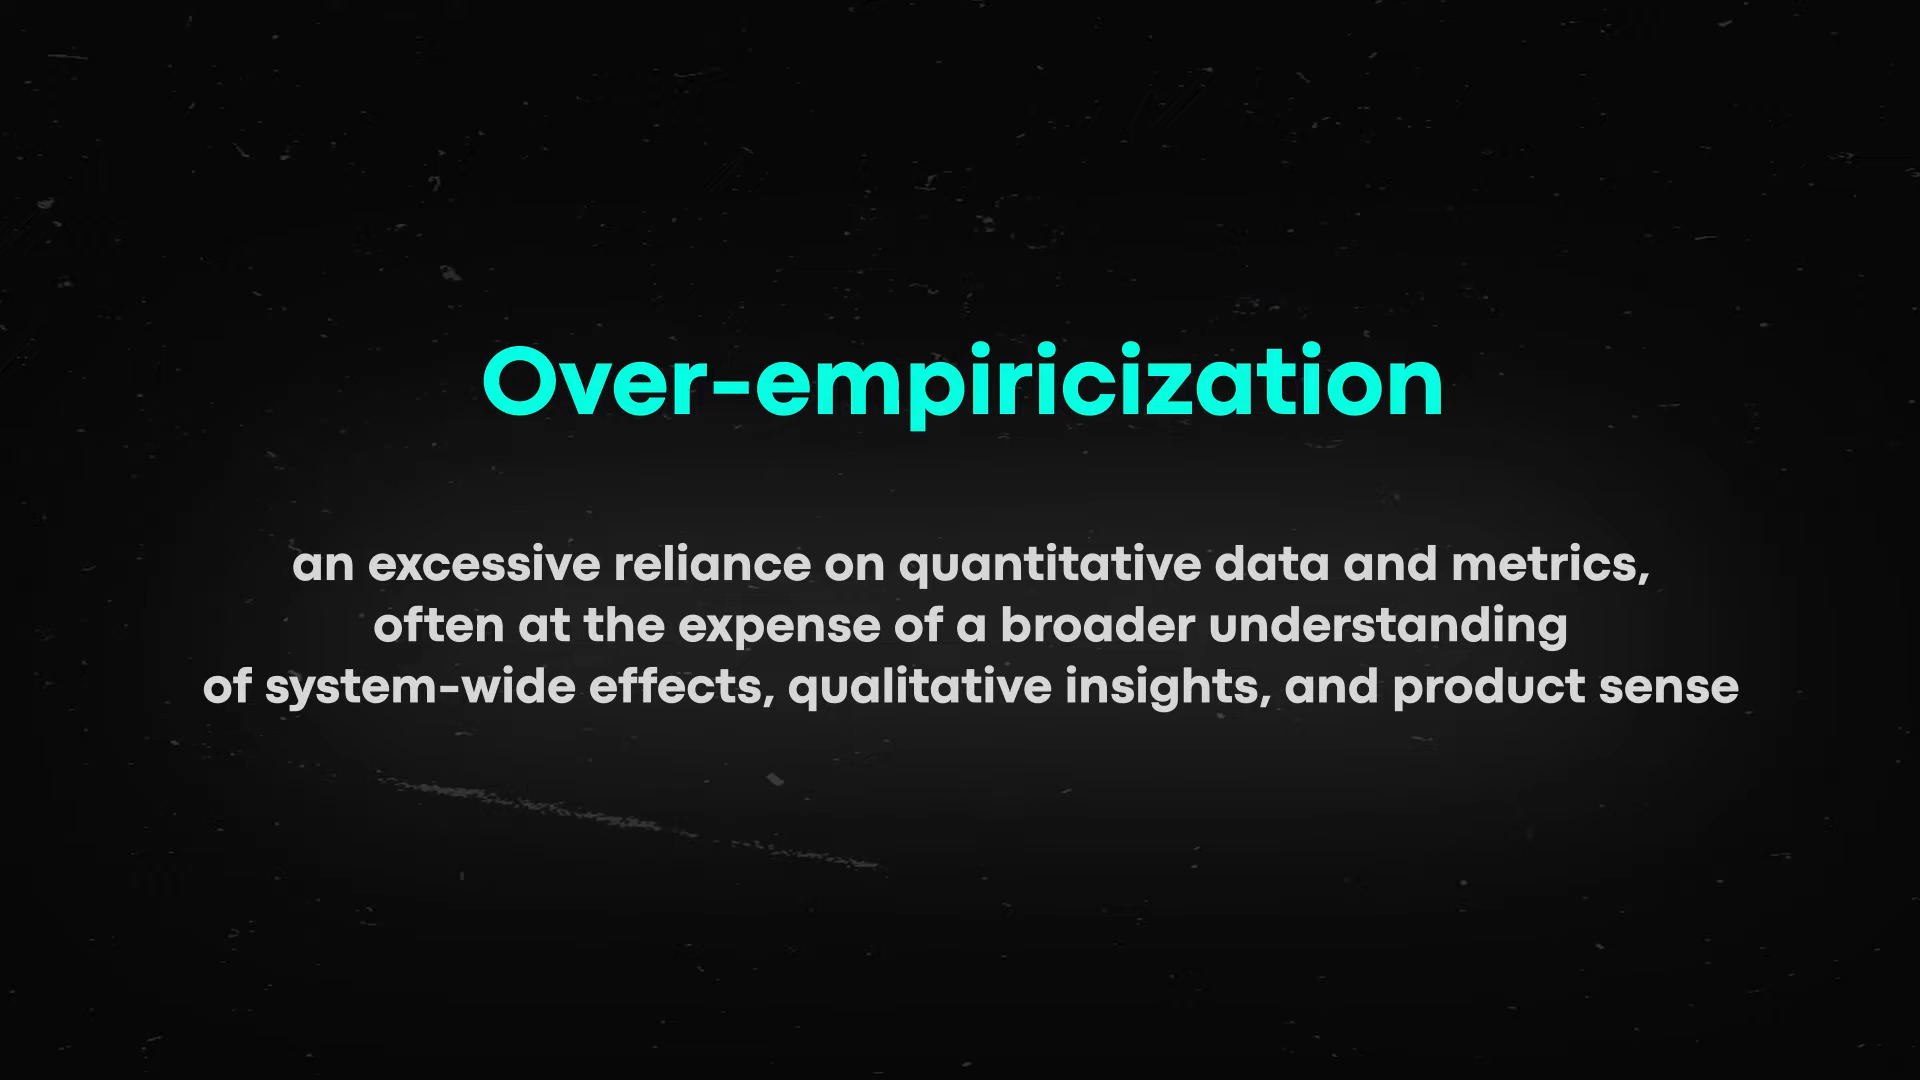 Over-empiricization
an excessive reliance on quantitative data and metrics,
often at the expense of a broader understanding
of system-wide effects, qualitative insights, and product sense